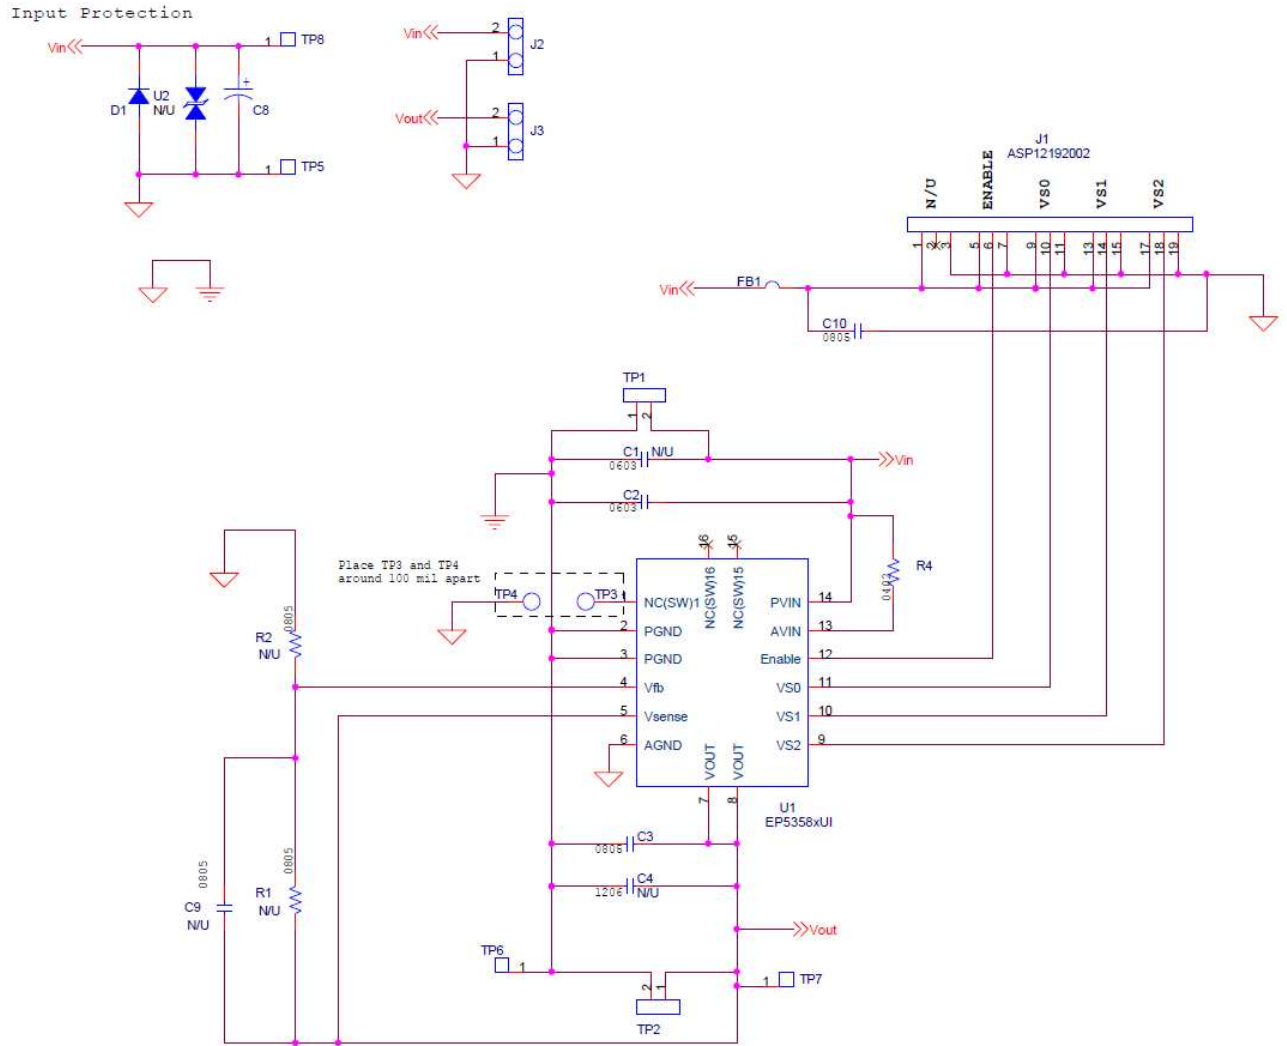 Input Protection
Vin
1
TP8
D1
U2
N/U
+
C8
1
TP5
Vin
2
1
J2
Vout
2
1
J3
J1
ASP12192002
N/U
ENABLE
VS0
VS1
VS2
1
2
3
5
6
7
9
10
11
13
14
15
17
18
19
Vin
FB1
C10
0805
TP1
1
2
C1
N/U
0603
Vin
C2
0603
R4
0402
Place TP3 and TP4
around 100 mil apart
TP4
TP3
16
15
NC(SW)16
NC(SW)15
1
NC(SW)1
PVIN
14
2
PGND
AVIN
13
3
PGND
Enable
12
4
Vfb
VS0
11
5
Vsense
VS1
10
6
AGND
VS2
9
VOUT
VOUT
7
8
U1
EP5358xUI
0805
R2
N/U
0805
0805
C9
N/U
R1
N/U
C3
0805
C4
1206
N/U
Vout
TP6
1
2
1
TP2
1
TP7